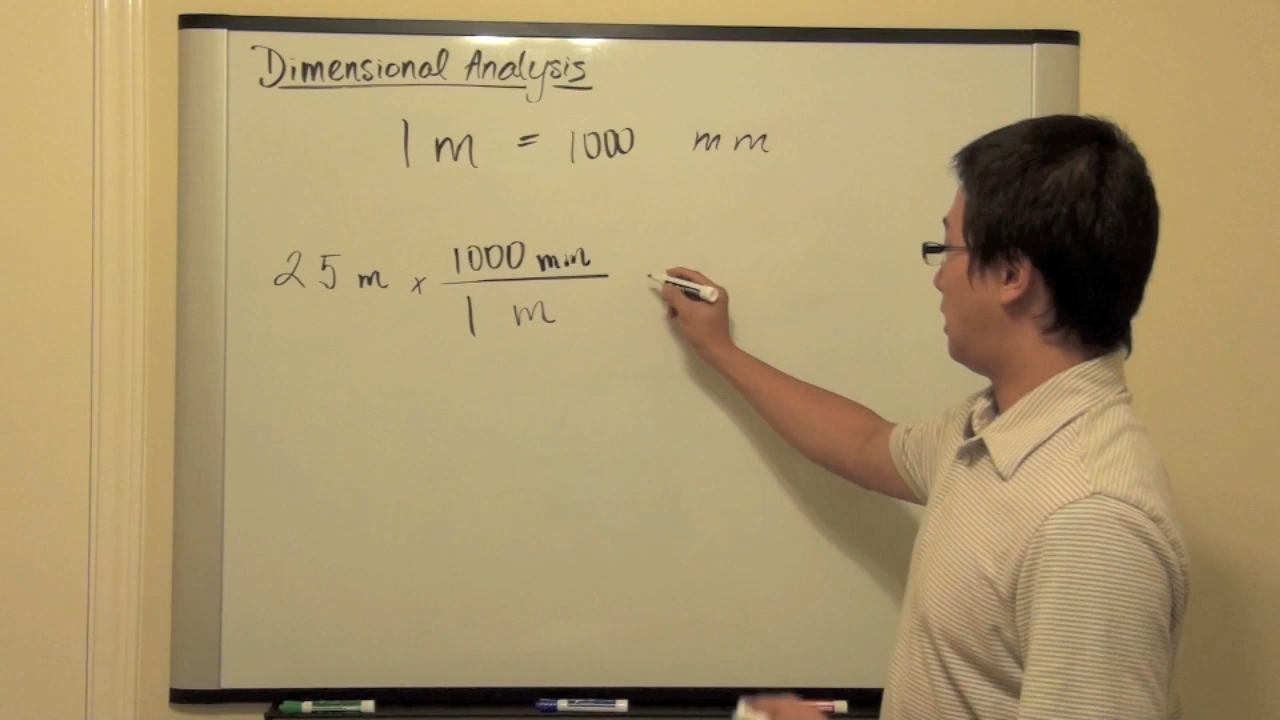 Dimensional Analysis
1 m = 1000 mm
25 m × 1000 mm
1 m